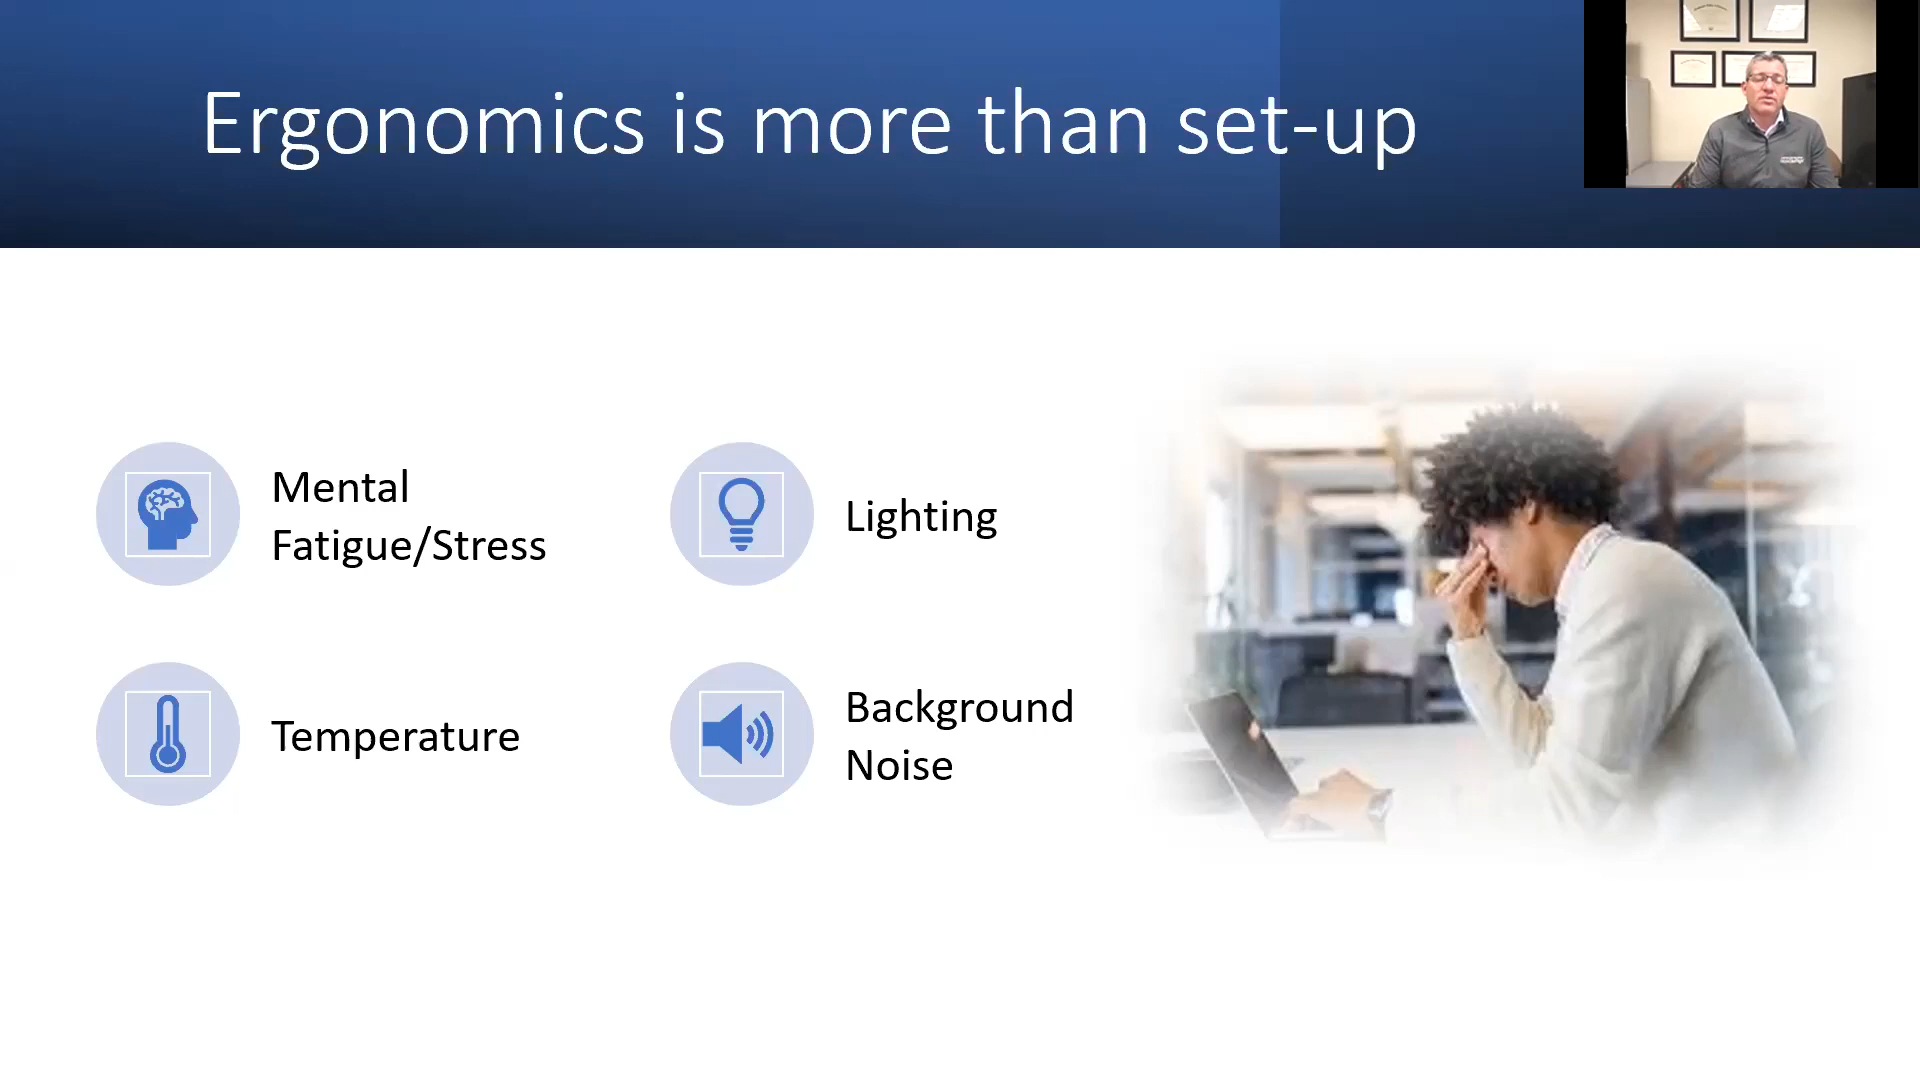 Ergonomics is more than set-up
Mental
Fatigue/Stress
Lighting
Temperature
Background
Noise